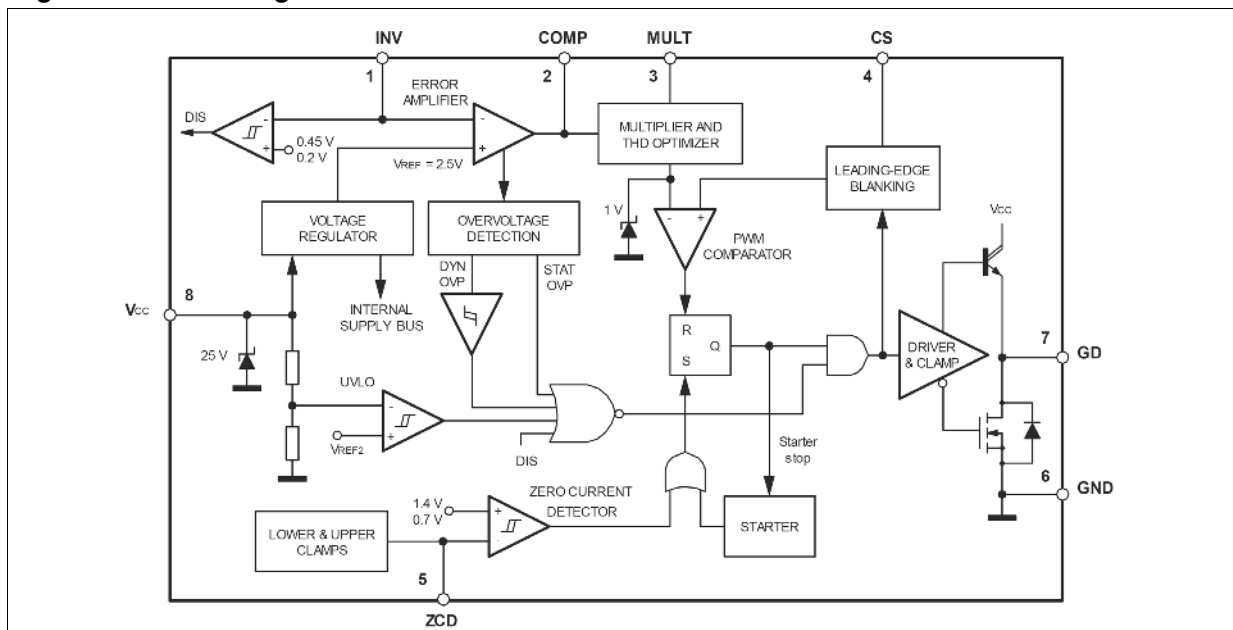 INV COMP MULT CS
1 2 3 4
ERROR
AMPLIFIER
DIS
-
+
0.45 V
0.2 V
-
+
VREF = 2.5V
MULTIPLIER AND
THD OPTIMIZER
LEADING-EDGE
BLANKING
VOLTAGE
REGULATOR
OVERVOLTAGE
DETECTION
1 V
- +
PWM
COMPARATOR
Vcc
DYN
OVP
STAT
OVP
INTERNAL
SUPPLY BUS
8
Vcc
25 V
R
S
Q
DRIVER
& CLAMP
7
GD
UVLO
-
+
VREF2
DIS
Starter
stop
6
GND
1.4 V
0.7 V
+
-
ZERO CURRENT
DETECTOR
STARTER
LOWER & UPPER
CLAMPS
5
ZCD